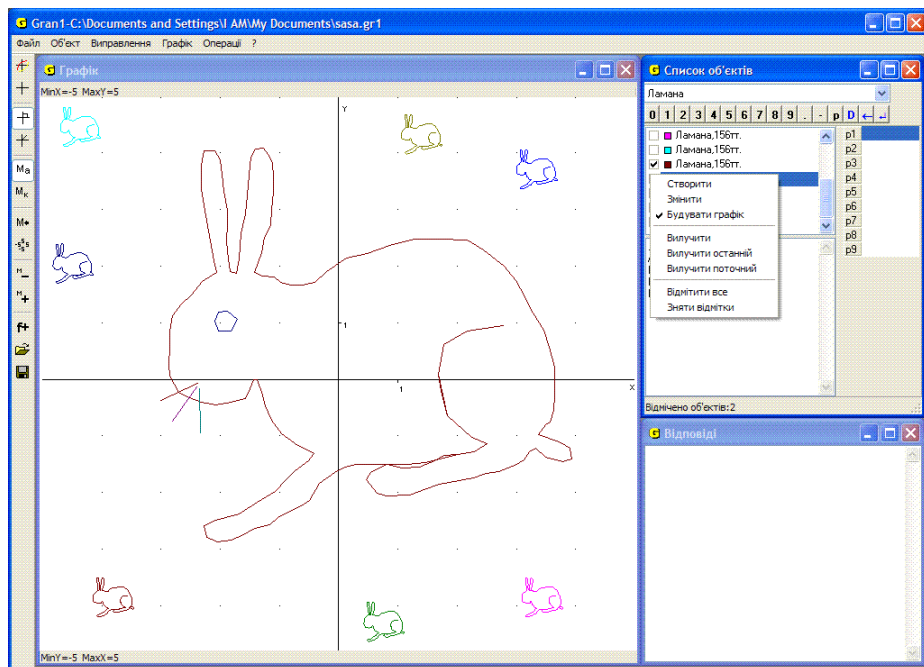 Gran1-C:\Documents and Settings\I AM\My Documents\sasa.gr1
Файл Об'єкт Виправлення Графік Операції ?
Графік
MinX=-5 MaxY=5
Y
1
X
1
MinY=-5 MaxX=5
Ma
Mк
M+
M
M
f+
Список об'єктів
Ламана
0 1 2 3 4 5 6 7 8 9 . - p D ← ↵
Ламана,156тт.
Ламана,156тт.
Ламана,156тт.
p1
p2
p3
p4
p5
p6
p7
p8
p9
Створити
Змінити
Будувати графік
Вилучити
Вилучити останній
Вилучити поточний
Відмітити все
Зняти відмітки
Відмічено об'єктів:2
Відповіді